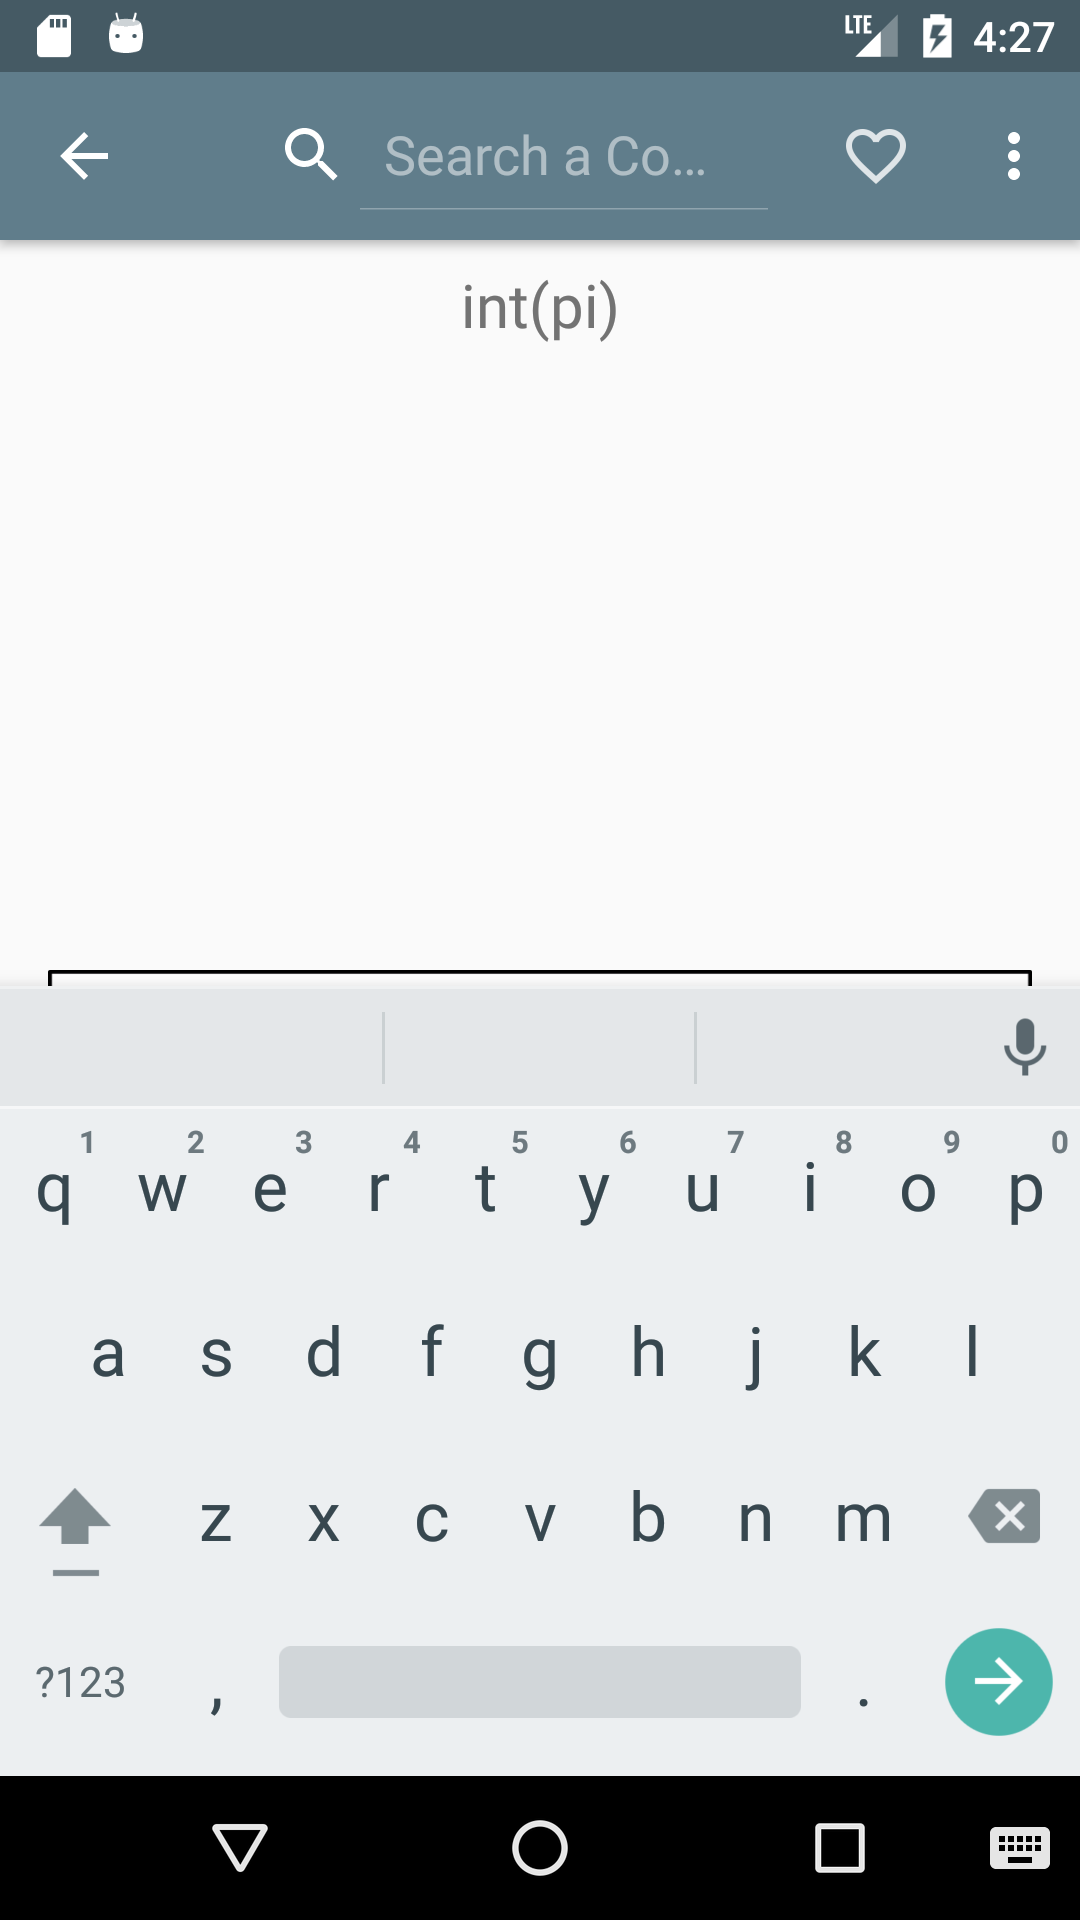 LTE 4:27
Search a Co...
int(pi)
1 2 3 4 5 6 7 8 9 0
q w e r t y u i o p
a s d f g h j k l
z x c v b n m
?123 , .